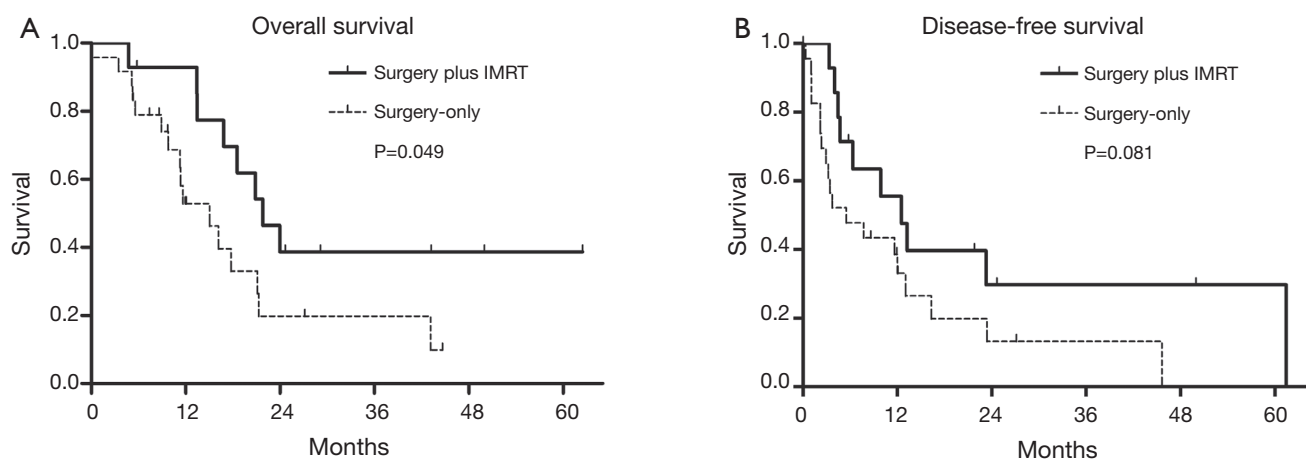 A
Overall survival
Survival
1.0
0.8
0.6
0.4
0.2
0.0
Surgery plus IMRT
Surgery-only
P=0.049
0 12 24 36 48 60
Months
B
Disease-free survival
Survival
1.0
0.8
0.6
0.4
0.2
0.0
Surgery plus IMRT
Surgery-only
P=0.081
0 12 24 36 48 60
Months